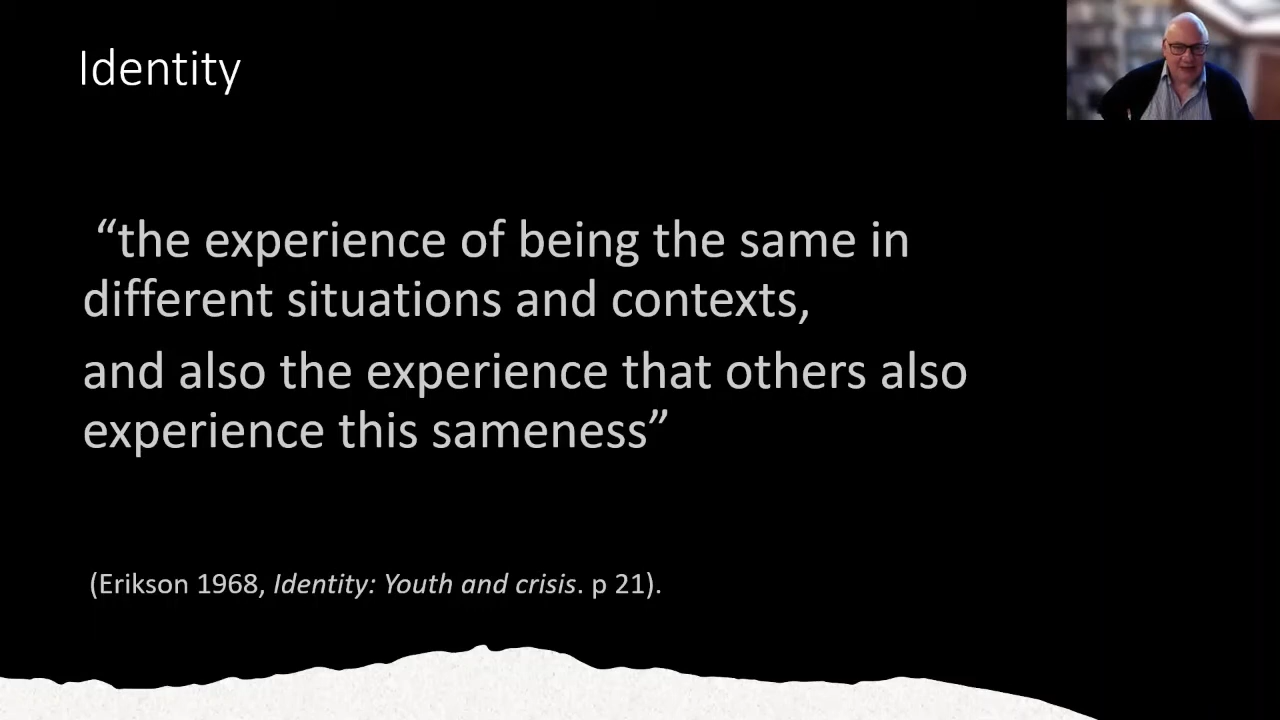 Identity
“the experience of being the same in
different situations and contexts,
and also the experience that others also
experience this sameness”
(Erikson 1968, Identity: Youth and crisis. p 21).